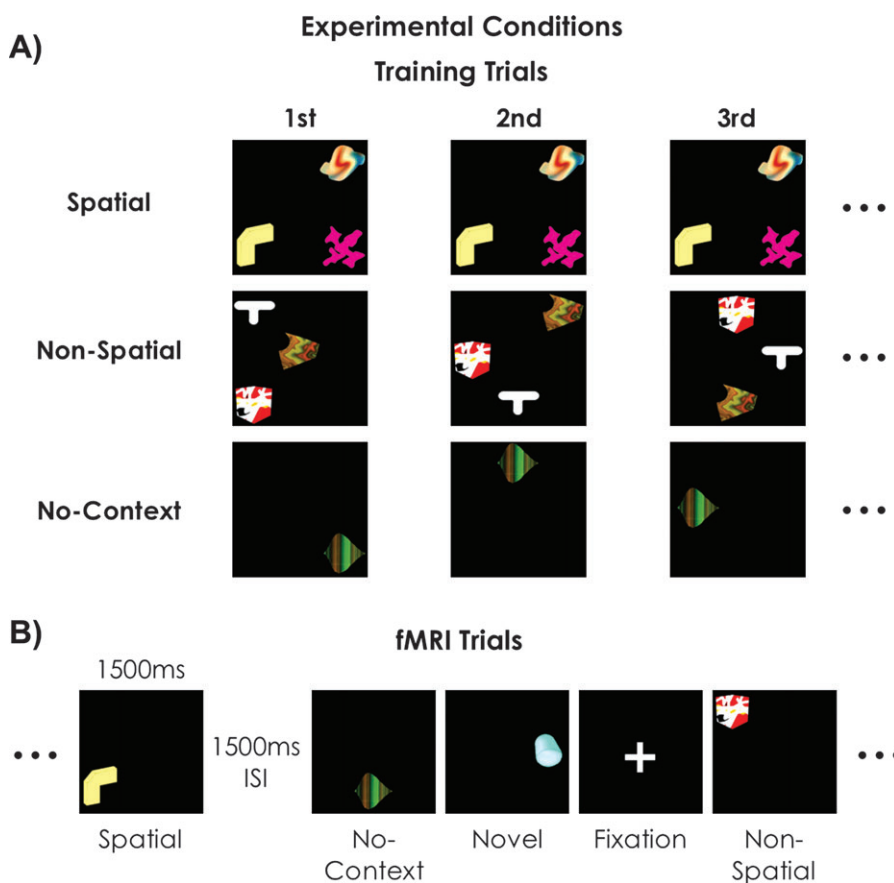 Experimental Conditions
A)
Training Trials
1st 2nd 3rd
Spatial
...
Non-Spatial
...
No-Context
...
B)
fMRI Trials
1500ms
...
1500ms
ISI
...
Spatial
No-
Context
Novel
Fixation
Non-
Spatial